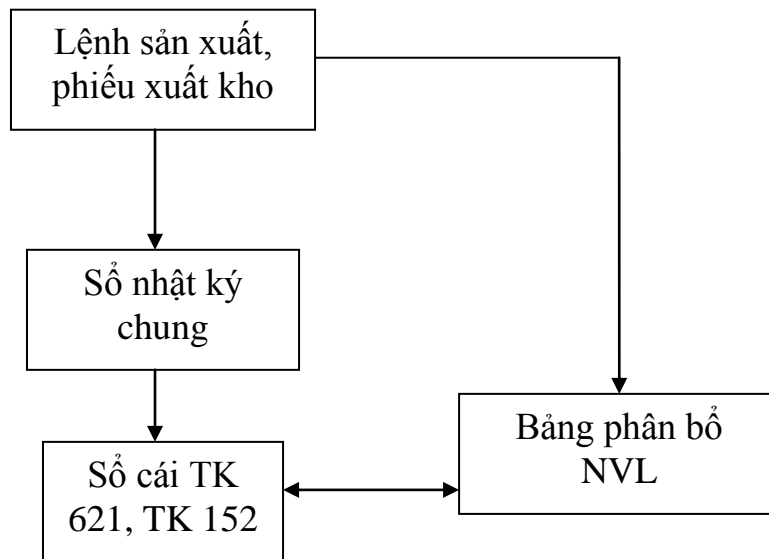 Lệnh sản xuất,
phiếu xuất kho
Sổ nhật ký
chung
Sổ cái TK
621, TK 152
Bảng phân bổ
NVL